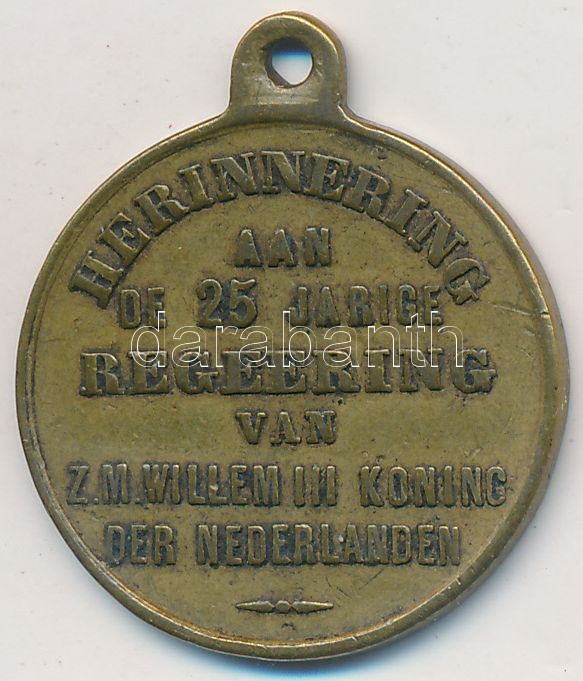 HERINNERING
AAN
DE 25 JARIGE
darabanth
REGEERING
VAN
Z.M.WILLEM III KONING
DER NEDERLANDEN